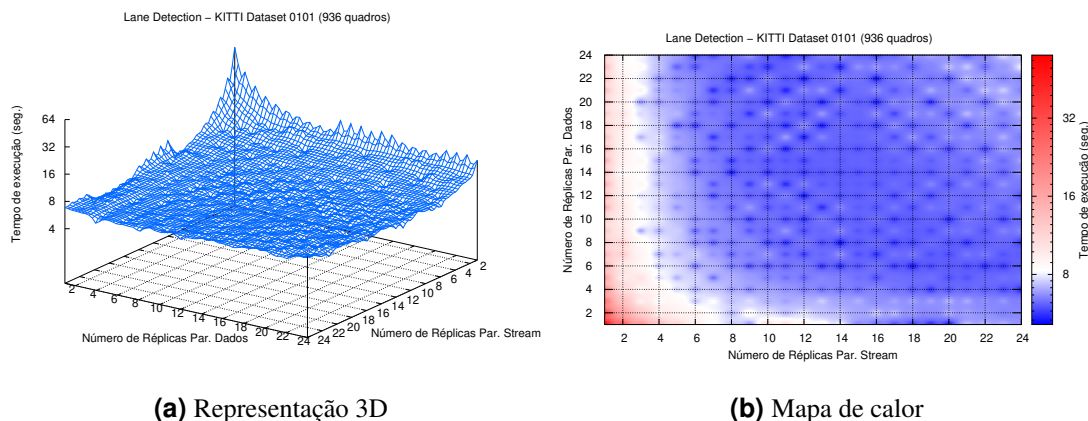 Lane Detection − KITTI Dataset 0101 (936 quadros)
Tempo de execução (seg.)
64
32
16
8
4
2 4 6 8 10 12 14 16 18 20 22 24
Número de Réplicas Par. Dados
2 4 6 8 10 12 14 16 18 20 22 24
Número de Réplicas Par. Stream
(a) Representação 3D
Lane Detection − KITTI Dataset 0101 (936 quadros)
Número de Réplicas Par. Dados
24
22
20
18
16
14
12
10
8
6
4
2
2 4 6 8 10 12 14 16 18 20 22 24
Número de Réplicas Par. Stream
32
16
8
Tempo de execução (seg.)
(b) Mapa de calor